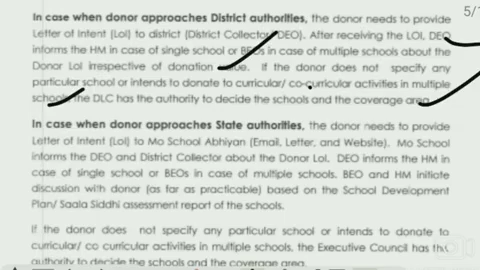 5/1
In case when donor approaches District authorities, the donor needs to provide
Letter of Intent (LoI) to district (District Collector/DEO). After receiving the LOI, DEO
informs the HM in case of single school or BEOs in case of multiple schools about the
Donor LoI irrespective of donation value. If the donor does not specify any
particular school or intends to donate to curricular/ co-curricular activities in multiple
schools the DLC has the authority to decide the schools and the coverage area.
In case when donor approaches State authorities, the donor needs to provide
Letter of Intent (LoI) to Mo School Abhiyan (Email, Letter, and Website). Mo School
informs the DEO and District Collector about the Donor LoI. DEO informs the HM in
case of single school or BEOs in case of multiple schools. BEO and HM initiate
discussion with donor (as far as practicable) based on the School Development
Plan/ Saala Siddhi assessment report of the schools.
If the donor does not specify any particular school or intends to donate to
curricular/ co curricular activities in multiple schools, the Executive Council has the
authority to decide the schools and the coverage area.